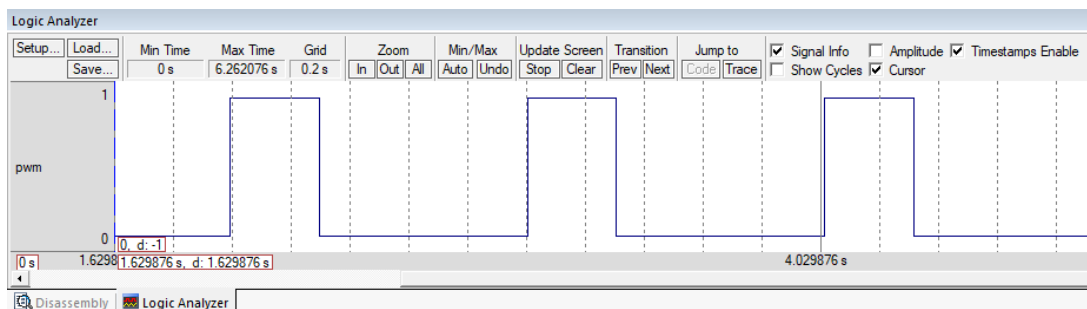 Logic Analyzer
Setup... Load... Min Time Max Time Grid Zoom Min/Max Update Screen Transition Jump to Signal Info Amplitude Timestamps Enable
Save... 0 s 6.262076 s 0.2 s In Out All Auto Undo Stop Clear Prev Next Code Trace Show Cycles Cursor
1
pwm
0 0, d: -1
0 s 1.6298 1.629876 s, d: 1.629876 s 4.029876 s
Disassembly Logic Analyzer